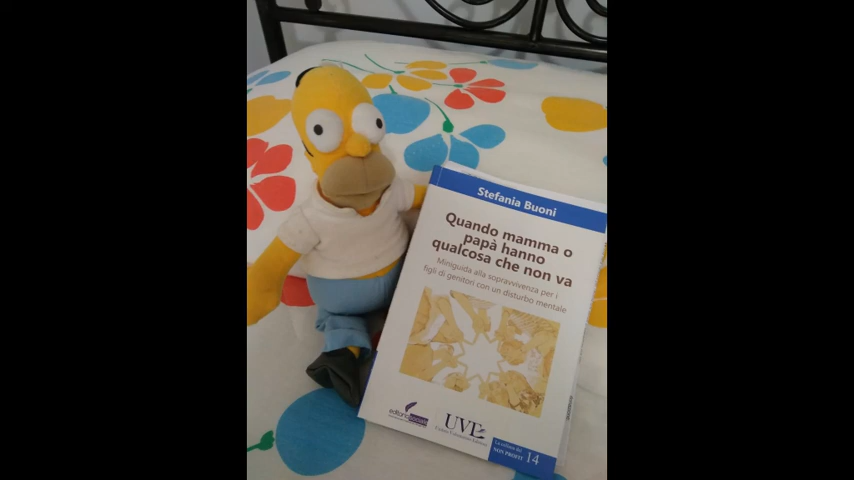 Stefania Buoni
Quando mamma o
papà hanno
qualcosa che non va
Miniguida alla sopravvivenza per i
figli di genitori con un disturbo mentale
UVE
NON PROFIT 14